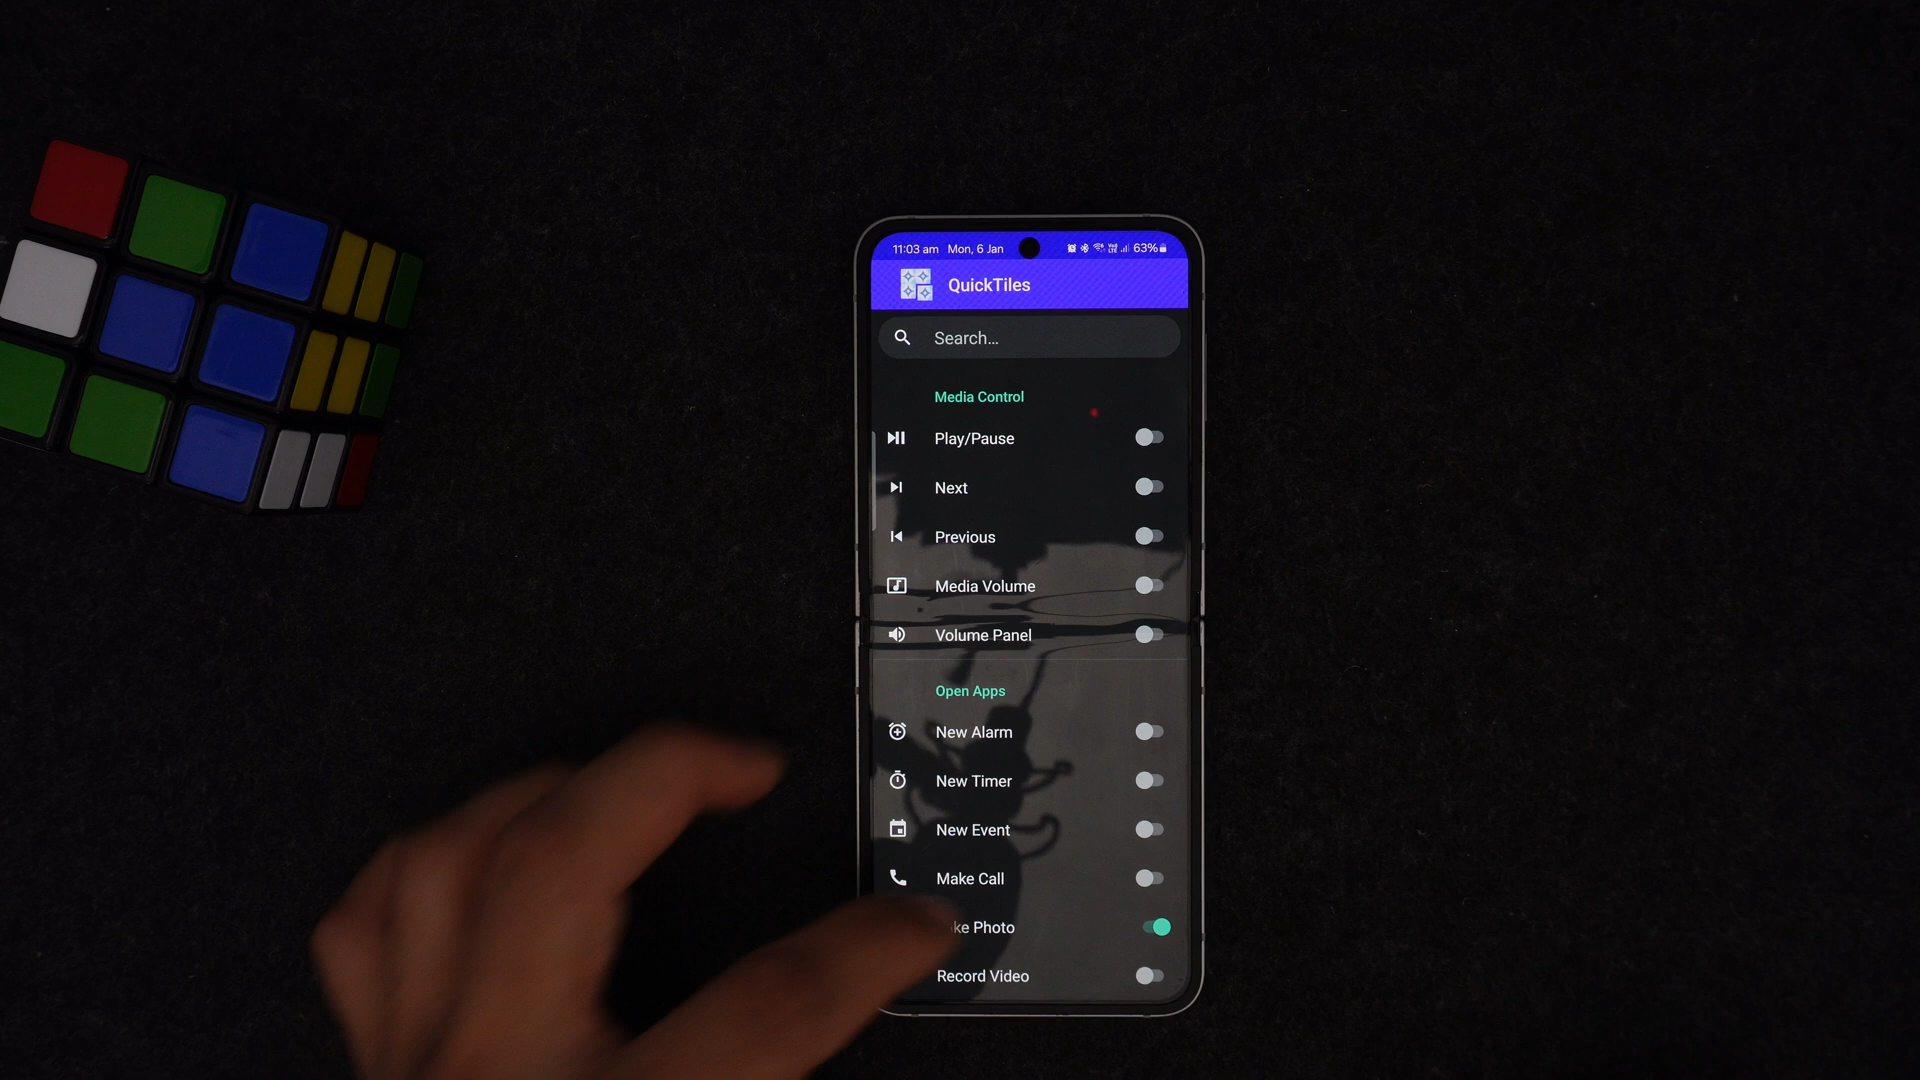 11:03 am Mon, 6 Jan 63%
QuickTiles
Search...
Media Control
Play/Pause
Next
Previous
Media Volume
Volume Panel
Open Apps
New Alarm
New Timer
New Event
Make Call
ke Photo
Record Video